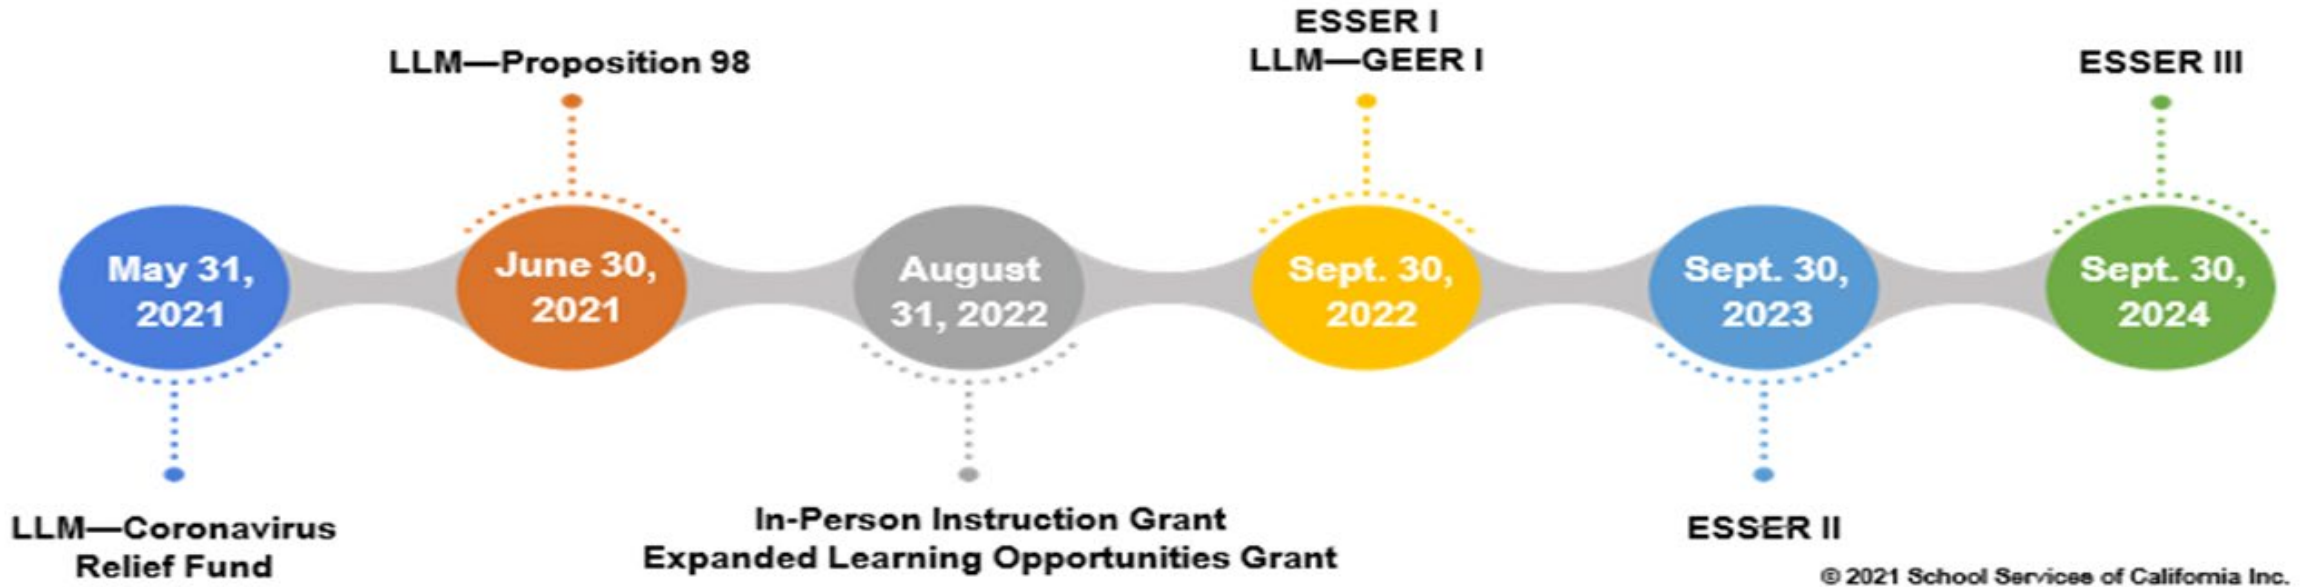 ESSER I
LLM—Proposition 98
LLM—GEER I
ESSER III
May 31,
2021
June 30,
2021
August
31, 2022
Sept. 30,
2022
Sept. 30,
2023
Sept. 30,
2024
LLM—Coronavirus
Relief Fund
In-Person Instruction Grant
Expanded Learning Opportunities Grant
ESSER II
© 2021 School Services of California Inc.